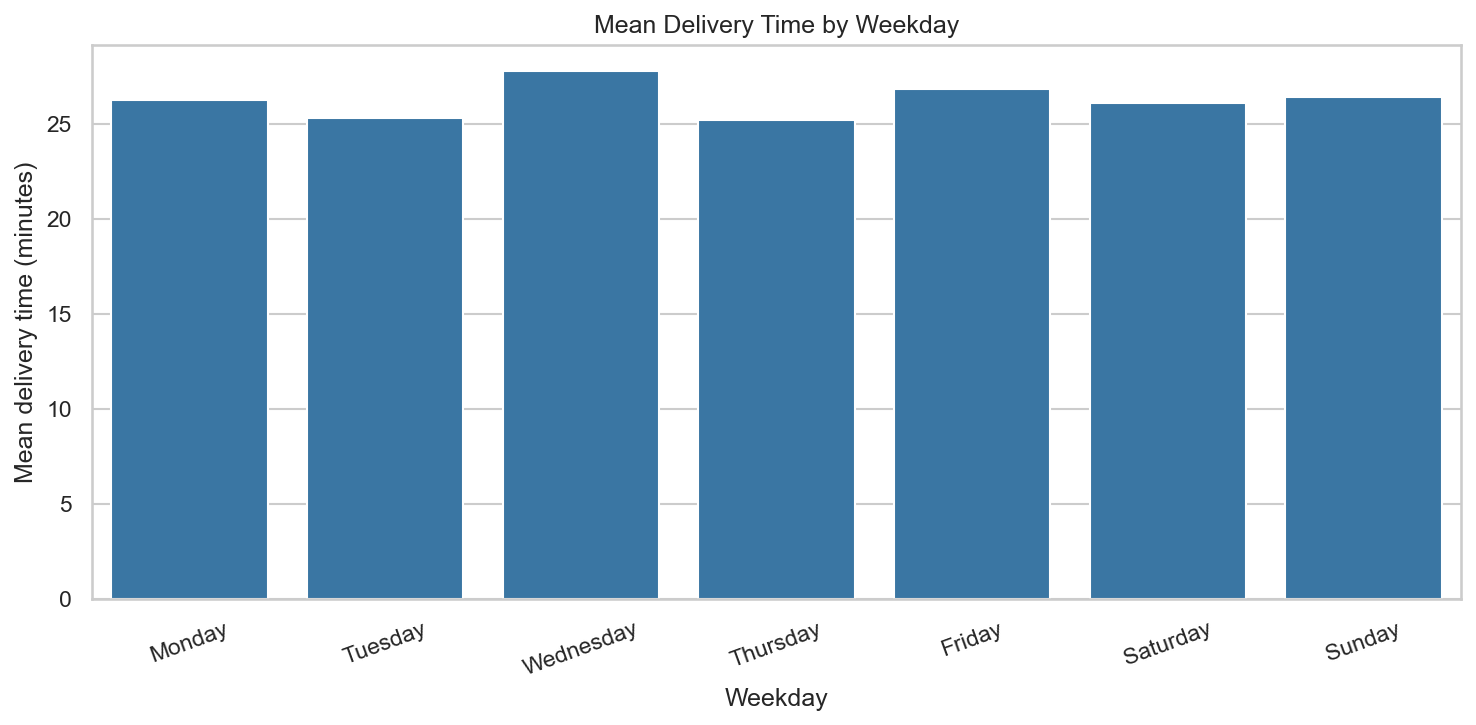 Mean Delivery Time by Weekday
Mean delivery time (minutes)
25
20
15
10
5
0
Monday
Tuesday
Wednesday
Thursday
Friday
Saturday
Sunday
Weekday